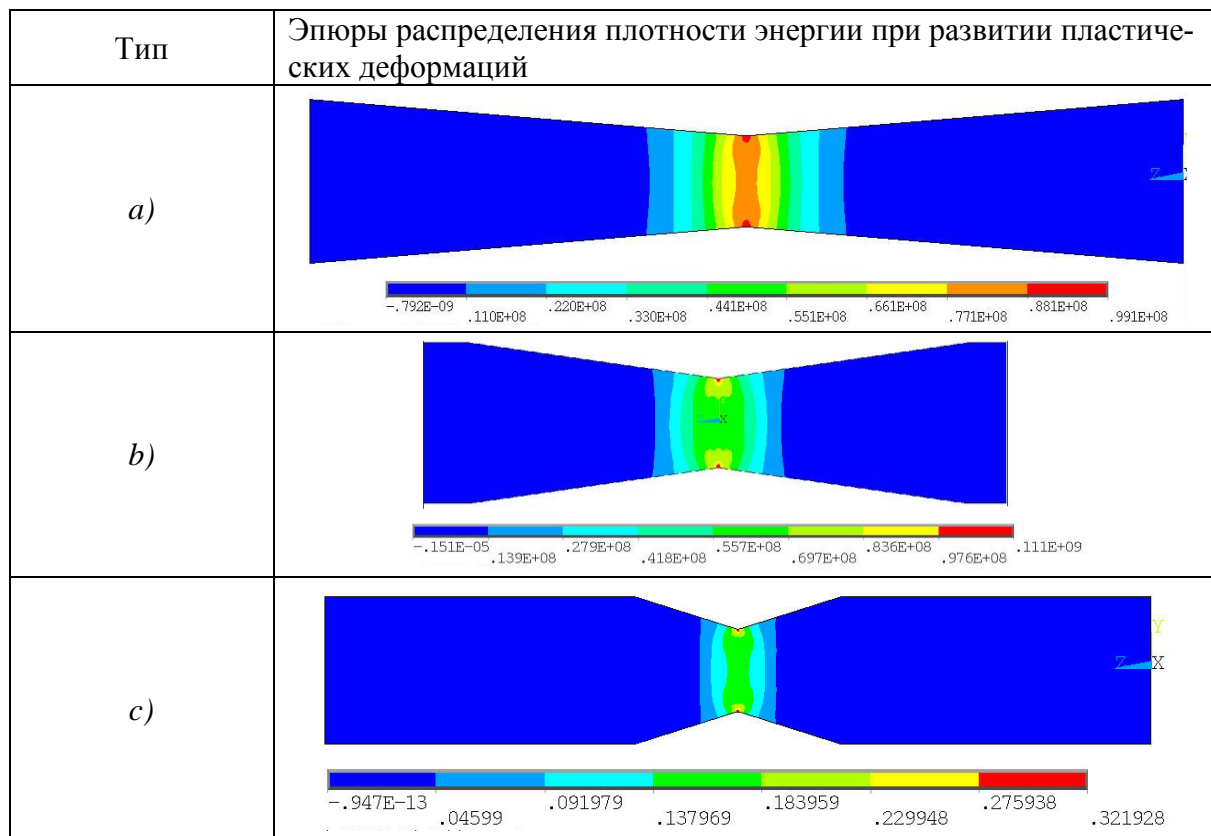 Тип
Эпюры распределения плотности энергии при развитии пластиче-
ских деформаций
a)
Z
-.792E-09 .220E+08 .441E+08 .661E+08 .881E+08
.110E+08 .330E+08 .551E+08 .771E+08 .991E+08
b)
X
-.151E-05 .279E+08 .557E+08 .836E+08 .111E+09
.139E+08 .418E+08 .697E+08 .976E+08
c)
Y
Z X
-.947E-13 .091979 .183959 .275938
.04599 .137969 .229948 .321928